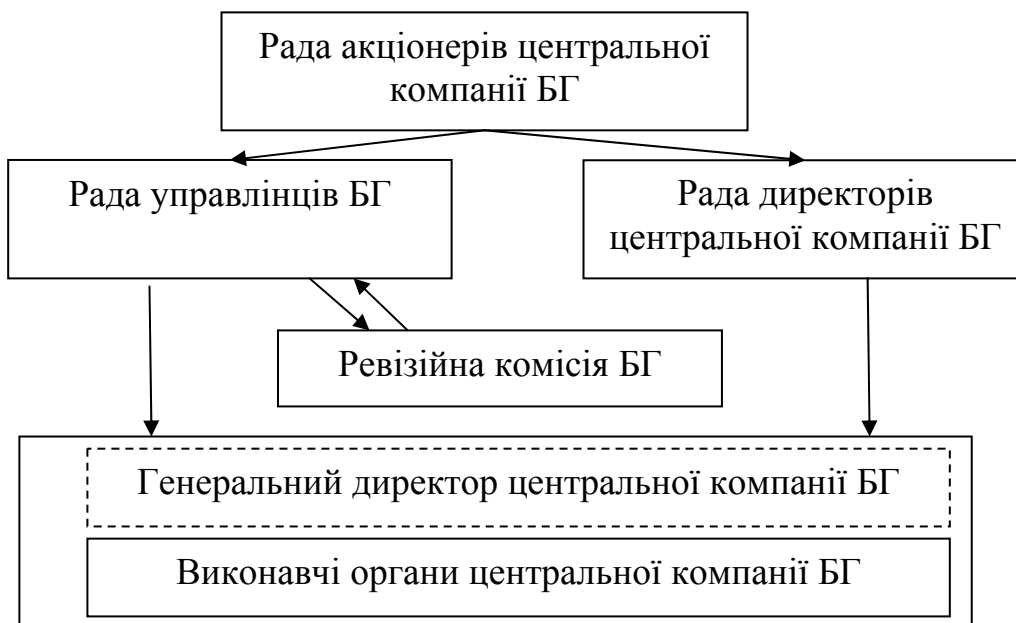 Рада акціонерів центральної
компанії БГ
Рада управлінців БГ
Рада директорів
центральної компанії БГ
Ревізійна комісія БГ
Генеральний директор центральної компанії БГ
Виконавчі органи центральної компанії БГ